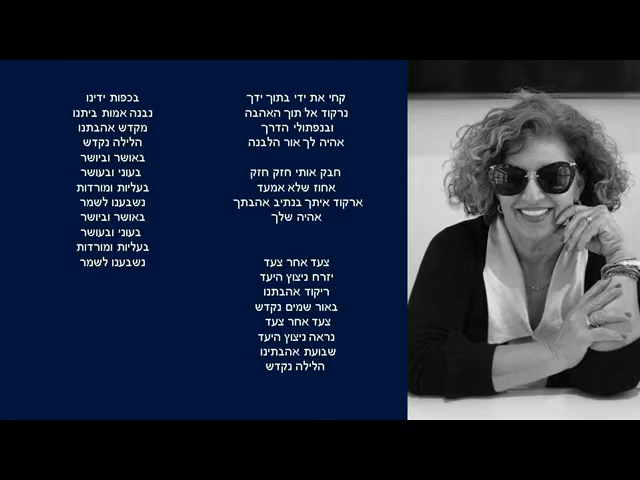 קחי את ידי בתוך ידך
נרקוד אל תוך האהבה
ובנפתולי הדרך
אהיה לך אור הלבנה
חבק אותי חזק חזק
אחוז שלא אמעד
ארקוד איתך בנתיב אהבתך
אהיה שלך
צעד אחר צעד
יזרח ניצוץ היעד
ריקוד אהבתנו
באור שמים נקדש
צעד אחר צעד
נראה ניצוץ היעד
שבועת אהבתינו
הלילה נקדש
בכפות ידינו
נבנה אמות ביתנו
מקדש אהבתנו
הלילה נקדש
באושר וביושר
בעוני ובעושר
בעליות ומורדות
נשבענו לשמר
באושר וביושר
בעוני ובעושר
בעליות ומורדות
נשבענו לשמר